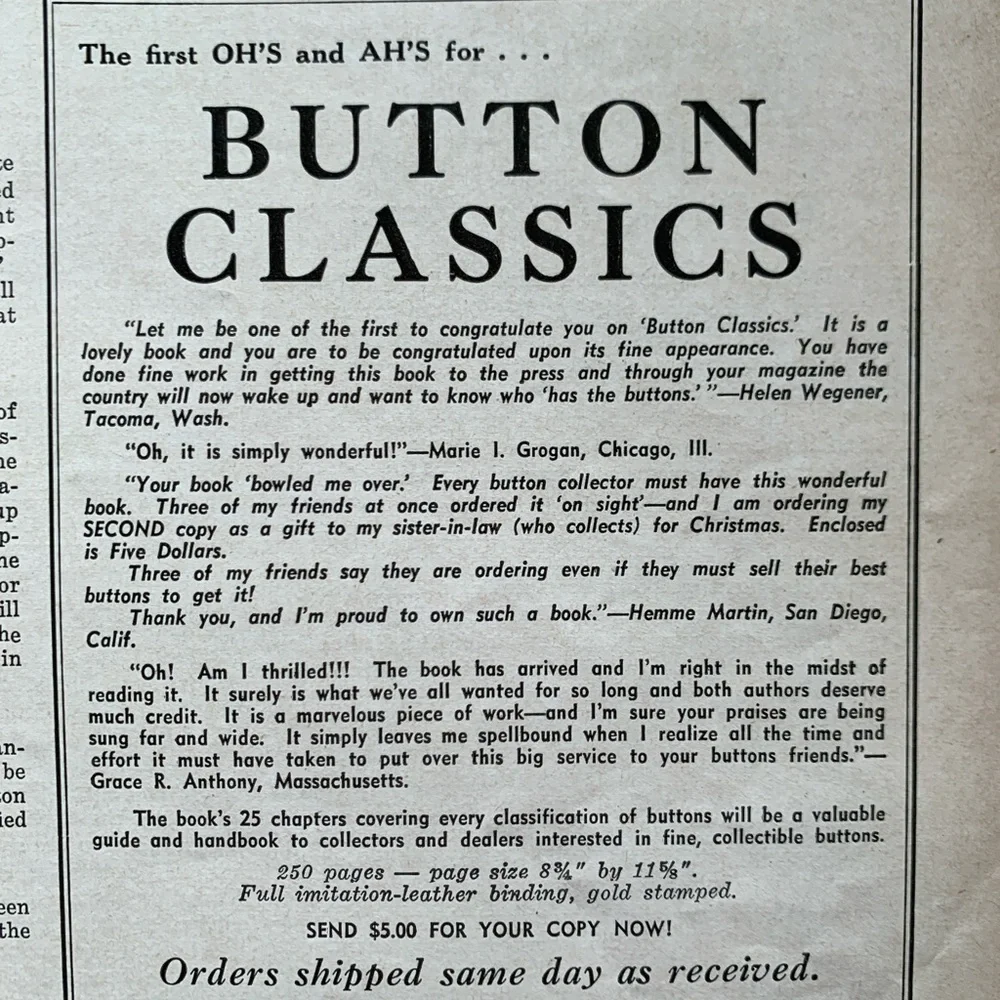 The first OH'S and AH'S for . . .
BUTTON
CLASSICS
“Let me be one of the first to congratulate you on ‘Button Classics.’ It is a
lovely book and you are to be congratulated upon its fine appearance. You have
done fine work in getting this book to the press and through your magazine the
country will now wake up and want to know who ‘has the buttons.’ ”—Helen Wegener,
Tacoma, Wash.
“Oh, it is simply wonderful!”—Marie I. Grogan, Chicago, Ill.
“Your book ‘bowled me over.’ Every button collector must have this wonderful
book. Three of my friends at once ordered it ‘on sight’—and I am ordering my
SECOND copy as a gift to my sister-in-law (who collects) for Christmas. Enclosed
is Five Dollars.
Three of my friends say they are ordering even if they must sell their best
buttons to get it!
Thank you, and I'm proud to own such a book.”—Hemme Martin, San Diego,
Calif.
“Oh! Am I thrilled!!! The book has arrived and I'm right in the midst of
reading it. It surely is what we've all wanted for so long and both authors deserve
much credit. It is a marvelous piece of work—and I'm sure your praises are being
sung far and wide. It simply leaves me spellbound when I realize all the time and
effort it must have taken to put over this big service to your buttons friends.”—
Grace R. Anthony, Massachusetts.
The book's 25 chapters covering every classification of buttons will be a valuable
guide and handbook to collectors and dealers interested in fine, collectible buttons.
250 pages — page size 8¾″ by 11⅝″.
Full imitation-leather binding, gold stamped.
SEND $5.00 FOR YOUR COPY NOW!
Orders shipped same day as received.